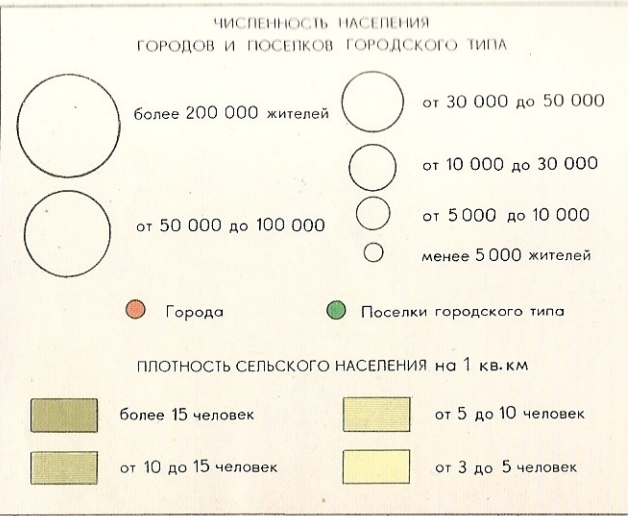 ЧИСЛЕННОСТЬ НАСЕЛЕНИЯ
ГОРОДОВ И ПОСЕЛКОВ ГОРОДСКОГО ТИПА
более 200 000 жителей
от 50 000 до 100 000
от 30 000 до 50 000
от 10 000 до 30 000
от 5 000 до 10 000
менее 5 000 жителей
Города
Поселки городского типа
ПЛОТНОСТЬ СЕЛЬСКОГО НАСЕЛЕНИЯ на 1 кв. км
более 15 человек
от 10 до 15 человек
от 5 до 10 человек
от 3 до 5 человек